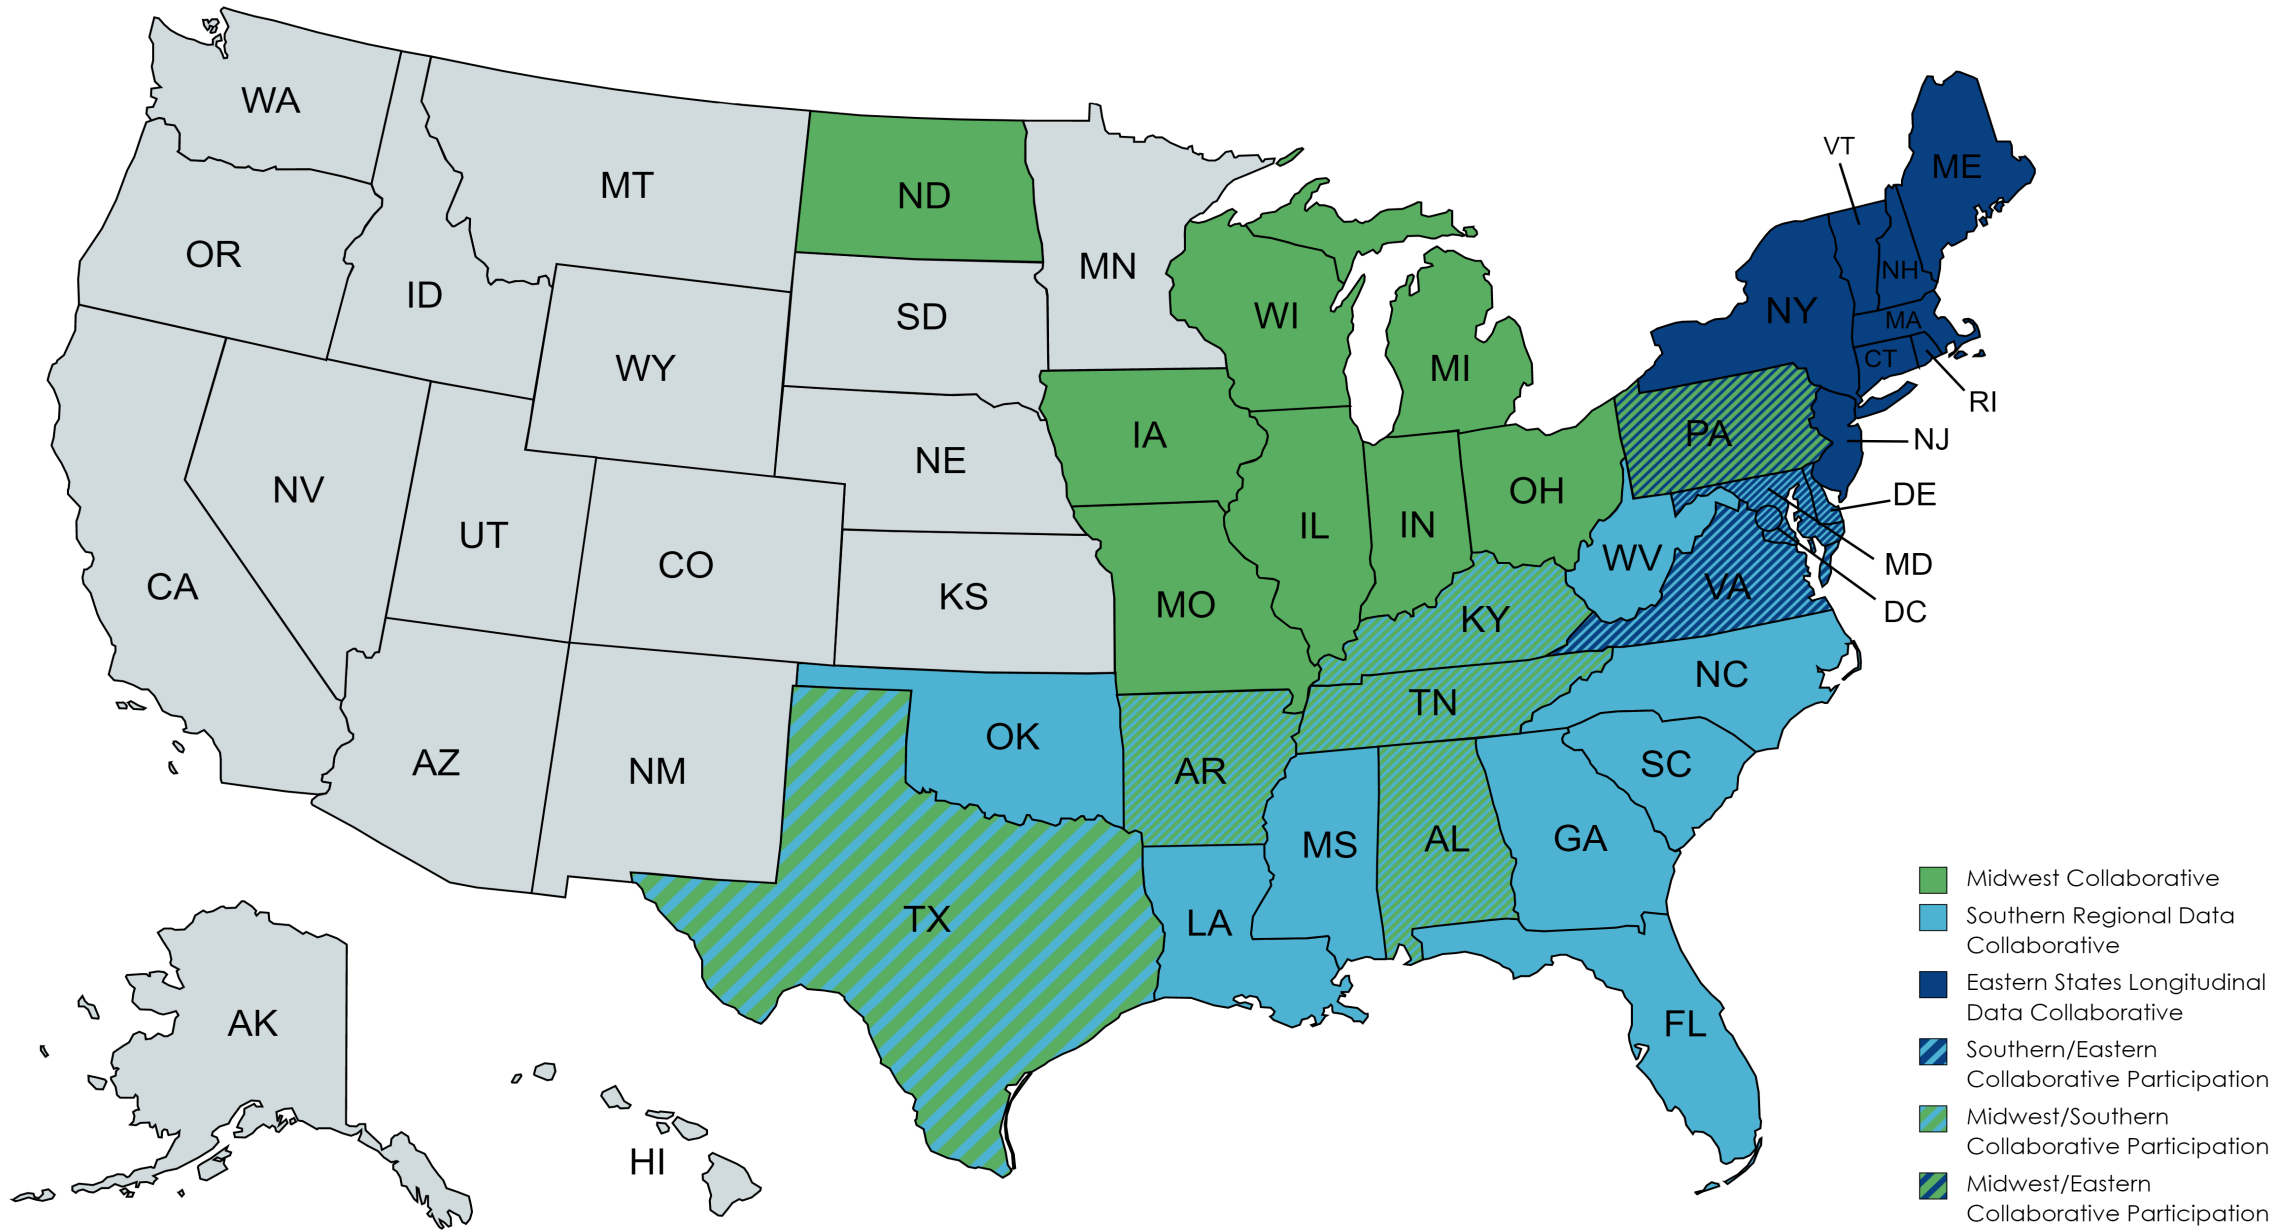 WA
MT
ND
VT
ME
OR
ID
MN
NH
SD
WI
NY
MA
WY
MI
CT
RI
IA
PA
NJ
NE
NV
OH
DE
UT
IL
IN
CO
WV
MD
CA
KS
MO
VA
DC
KY
NC
TN
OK
AZ
NM
AR
SC
MS
AL
GA
TX
LA
FL
AK
HI
Midwest Collaborative
Southern Regional Data
Collaborative
Eastern States Longitudinal
Data Collaborative
Southern/Eastern
Collaborative Participation
Midwest/Southern
Collaborative Participation
Midwest/Eastern
Collaborative Participation